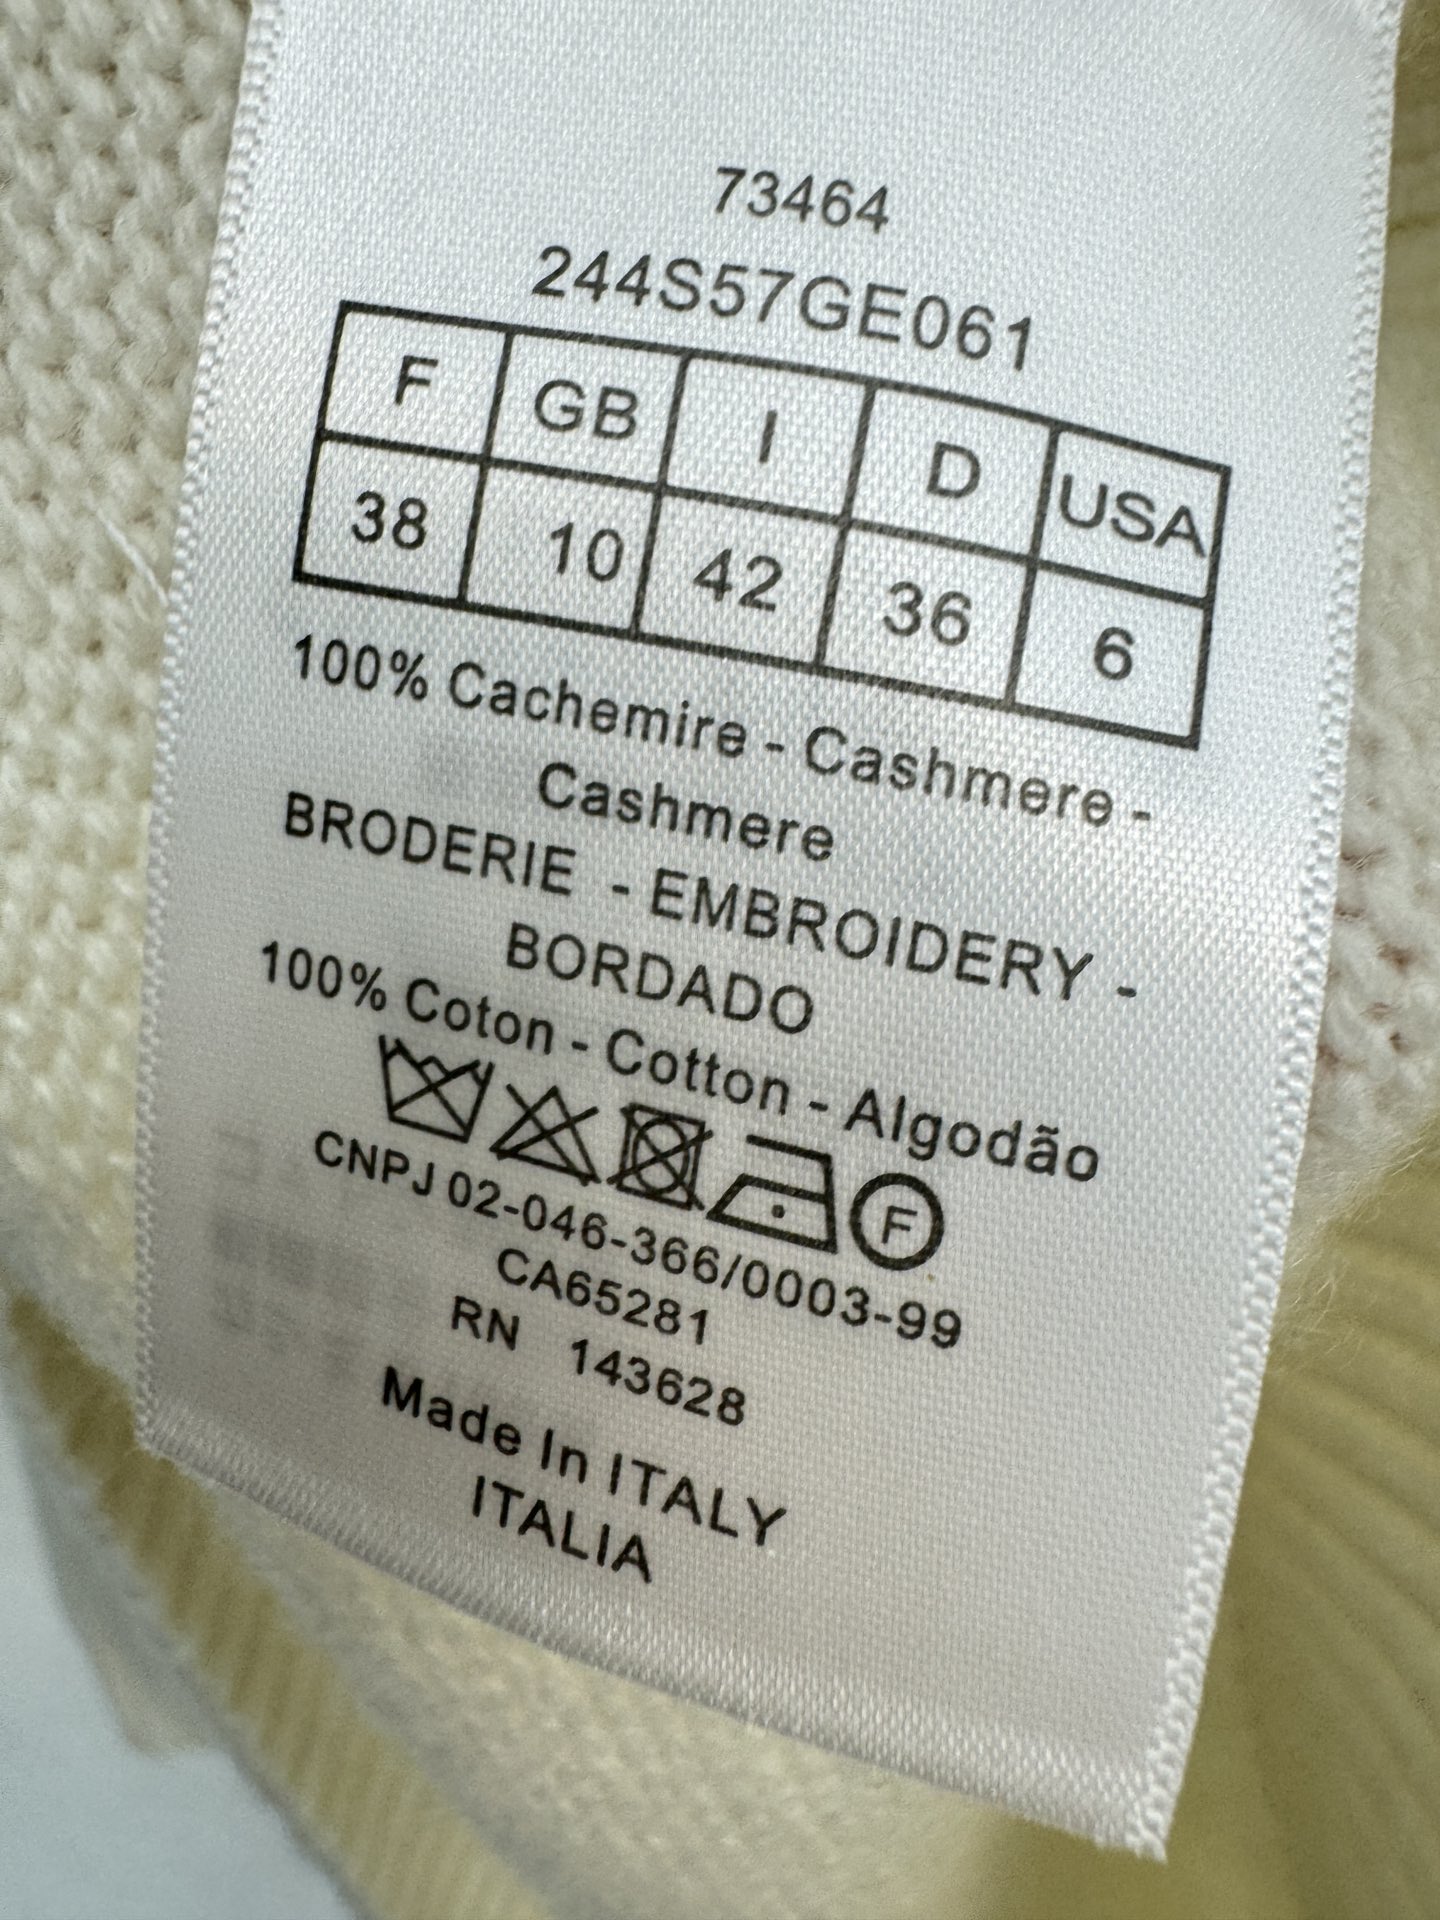 73464
244S57GE061
F GB I D USA
38 10 42 36 6
100% Cachemire - Cashmere -
Cashmere
BRODERIE - EMBROIDERY -
BORDADO
100% Coton - Cotton - Algodão
F
CNPJ 02-046-366/0003-99
CA65281
RN 143628
Made In ITALY
ITALIA